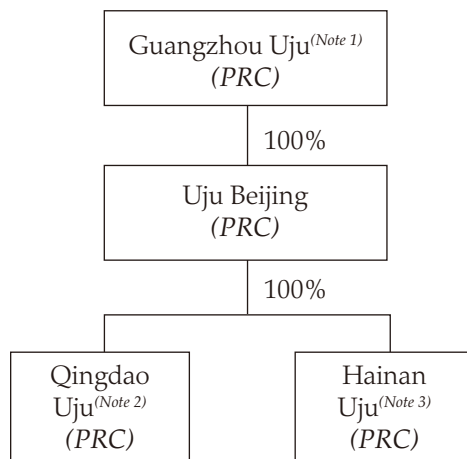 Guangzhou Uju(Note 1)
(PRC)
100%
Uju Beijing
(PRC)
100%
Qingdao
Uju(Note 2)
(PRC)
Hainan
Uju(Note 3)
(PRC)